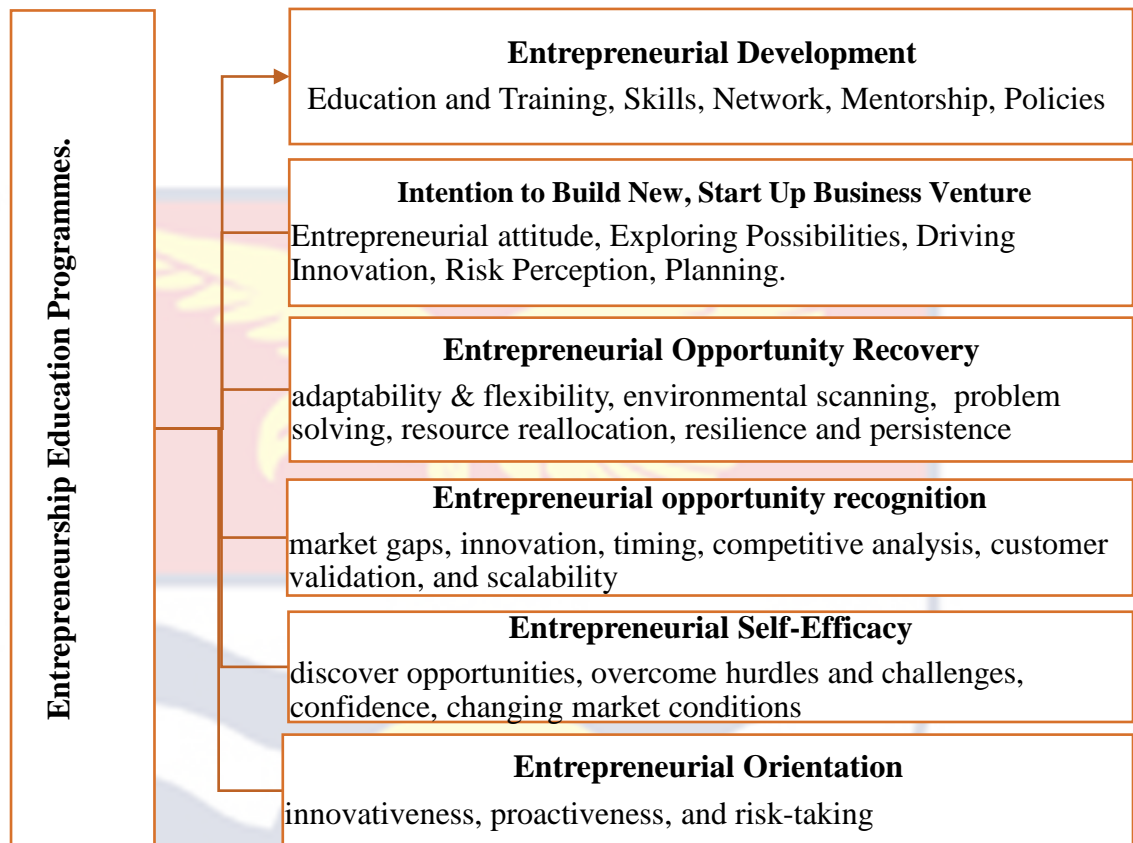 Entrepreneurship Education Programmes.
Entrepreneurial Development
Education and Training, Skills, Network, Mentorship, Policies
Intention to Build New, Start Up Business Venture
Entrepreneurial attitude, Exploring Possibilities, Driving
Innovation, Risk Perception, Planning.
Entrepreneurial Opportunity Recovery
adaptability & flexibility, environmental scanning, problem
solving, resource reallocation, resilience and persistence
Entrepreneurial opportunity recognition
market gaps, innovation, timing, competitive analysis, customer
validation, and scalability
Entrepreneurial Self-Efficacy
discover opportunities, overcome hurdles and challenges,
confidence, changing market conditions
Entrepreneurial Orientation
innovativeness, proactiveness, and risk-taking